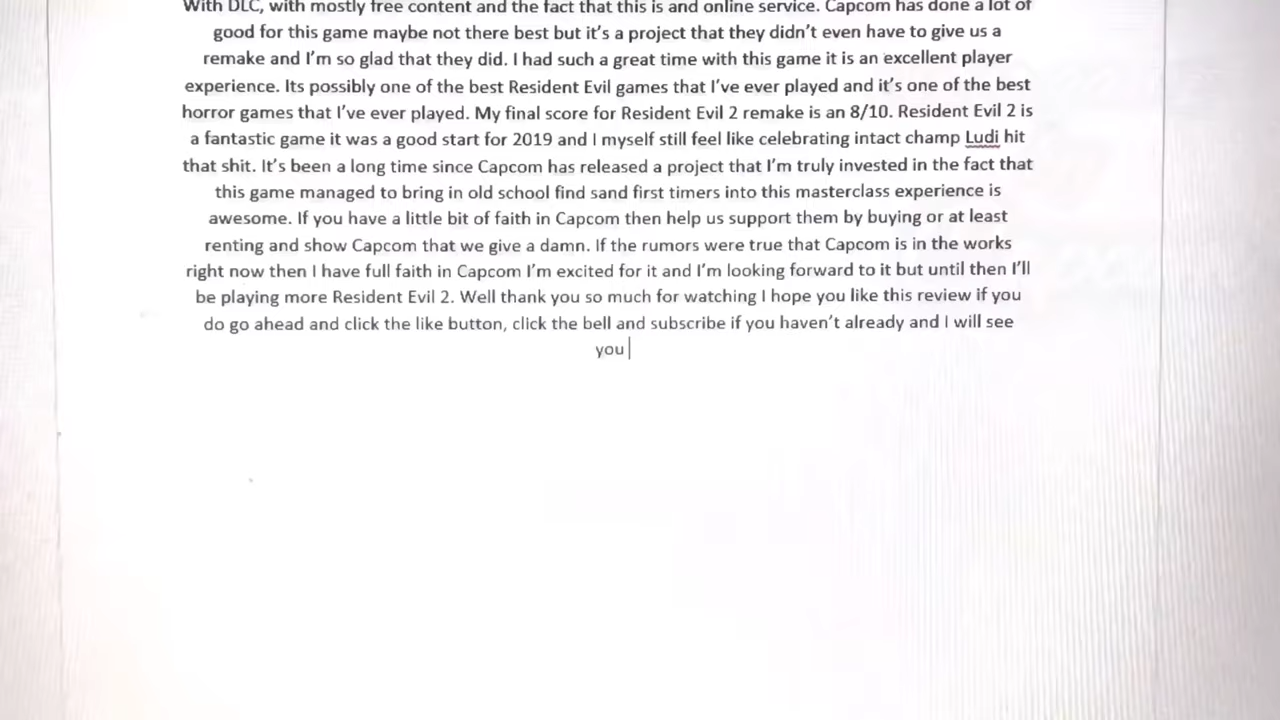 With DLC, with mostly free content and the fact that this is and online service. Capcom has done a lot of
good for this game maybe not there best but it's a project that they didn't even have to give us a
remake and I'm so glad that they did. I had such a great time with this game it is an excellent player
experience. Its possibly one of the best Resident Evil games that I've ever played and it's one of the best
horror games that I've ever played. My final score for Resident Evil 2 remake is an 8/10. Resident Evil 2 is
a fantastic game it was a good start for 2019 and I myself still feel like celebrating intact champ Ludi hit
that shit. It's been a long time since Capcom has released a project that I'm truly invested in the fact that
this game managed to bring in old school find sand first timers into this masterclass experience is
awesome. If you have a little bit of faith in Capcom then help us support them by buying or at least
renting and show Capcom that we give a damn. If the rumors were true that Capcom is in the works
right now then I have full faith in Capcom I'm excited for it and I'm looking forward to it but until then I'll
be playing more Resident Evil 2. Well thank you so much for watching I hope you like this review if you
do go ahead and click the like button, click the bell and subscribe if you haven't already and I will see
you